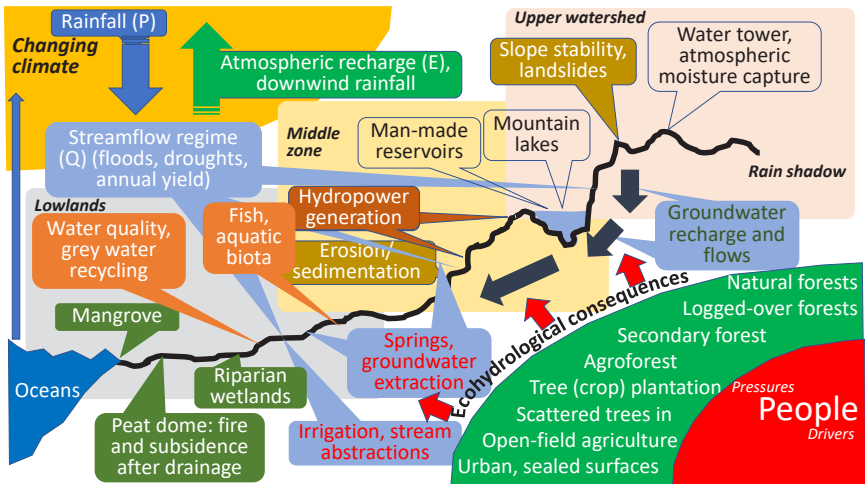 Rainfall (P)
Changing
climate
Atmospheric recharge (E),
downwind rainfall
Upper watershed
Slope stability,
landslides
Water tower,
atmospheric
moisture capture
Streamflow regime
(Q) (floods, droughts,
annual yield)
Middle
zone
Man-made
reservoirs
Mountain
lakes
Rain shadow
Lowlands
Water quality,
grey water
recycling
Fish,
aquatic
biota
Hydropower
generation
Erosion/
sedimentation
Groundwater
recharge and
flows
Mangrove
Oceans
Riparian
wetlands
Springs,
groundwater
extraction
Peat dome: fire
and subsidence
after drainage
Irrigation, stream
abstractions
Ecohydrological consequences
Natural forests
Logged-over forests
Secondary forest
Agroforest
Tree (crop) plantation
Scattered trees in
Open-field agriculture
Urban, sealed surfaces
Pressures
People
Drivers